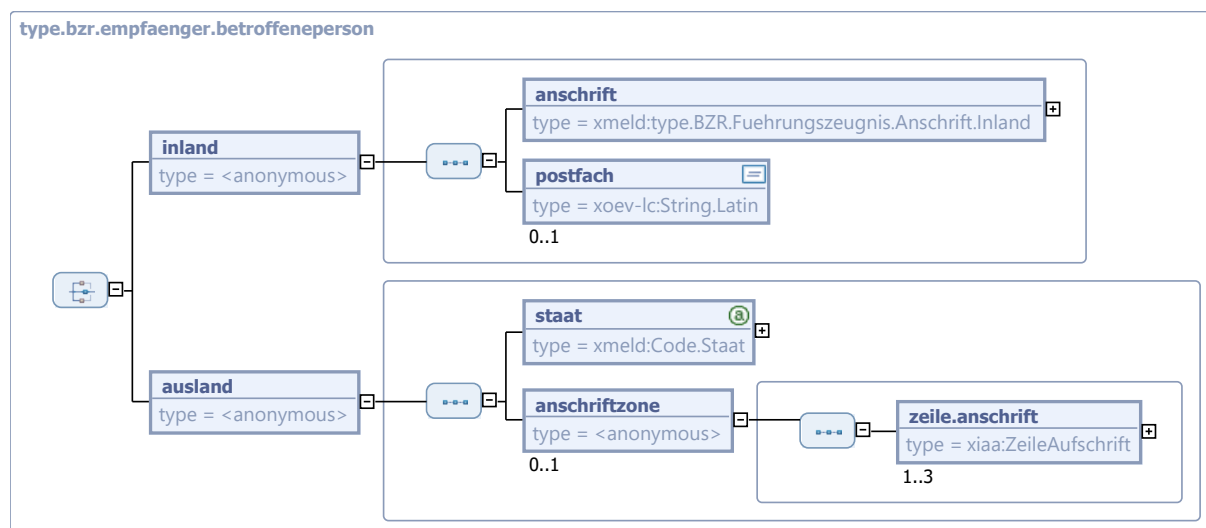 type.bzr.empfaenger.betroffeneperson
anschrift
type = xmeld:type.BZR.Fuehrungszeugnis.Anschrift.Inland
inland
type = <anonymous>
postfach
type = xoev-lc:String.Latin
0..1
staat
type = xmeld:Code.Staat
ausland
type = <anonymous>
anschriftzone
type = <anonymous>
0..1
zeile.anschrift
type = xiaa:ZeileAufschrift
1..3